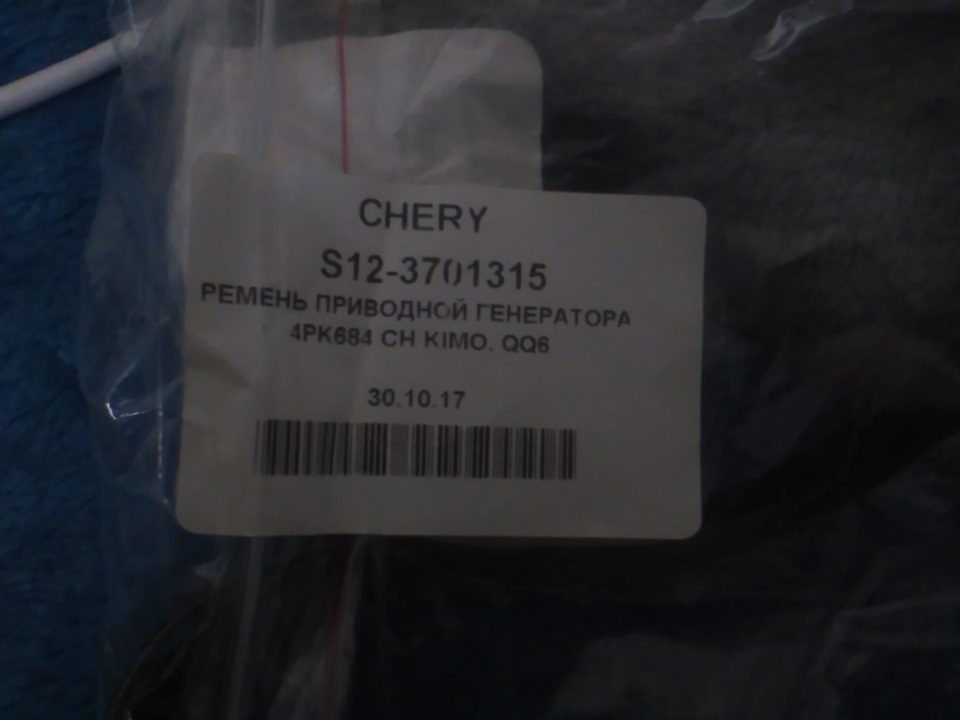 CHERY
S12-3701315
РЕМЕНЬ ПРИВОДНОЙ ГЕНЕРАТОРА
4PK684 CH KIMO, QQ6
30.10.17